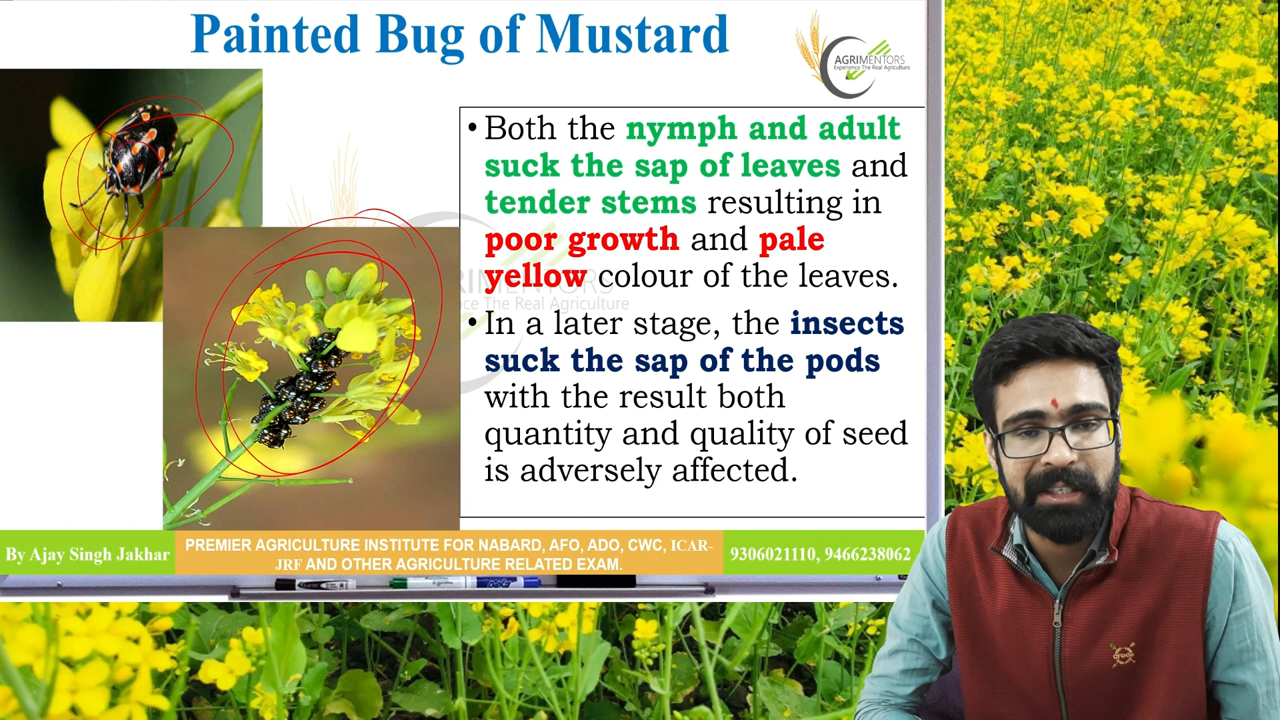 Painted Bug of Mustard
AGRIMENTORS
Experience The Real Agriculture
• Both the nymph and adult
suck the sap of leaves and
tender stems resulting in
poor growth and pale
yellow colour of the leaves.
• In a later stage, the insects
suck the sap of the pods
with the result both
quantity and quality of seed
is adversely affected.
By Ajay Singh Jakhar
PREMIER AGRICULTURE INSTITUTE FOR NABARD, AFO, ADO, CWC, ICAR-
JRF AND OTHER AGRICULTURE RELATED EXAM.
9306021110, 9466238062